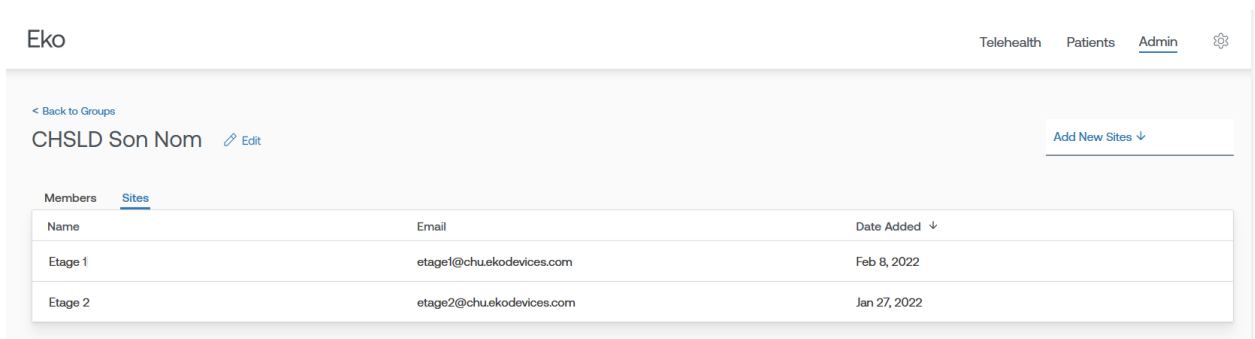 Eko
Telehealth Patients Admin
< Back to Groups
CHSLD Son Nom Edit
Add New Sites ↓
Members Sites
Name Email Date Added ↓
Etage 1 etage1@chu.ekodevices.com Feb 8, 2022
Etage 2 etage2@chu.ekodevices.com Jan 27, 2022